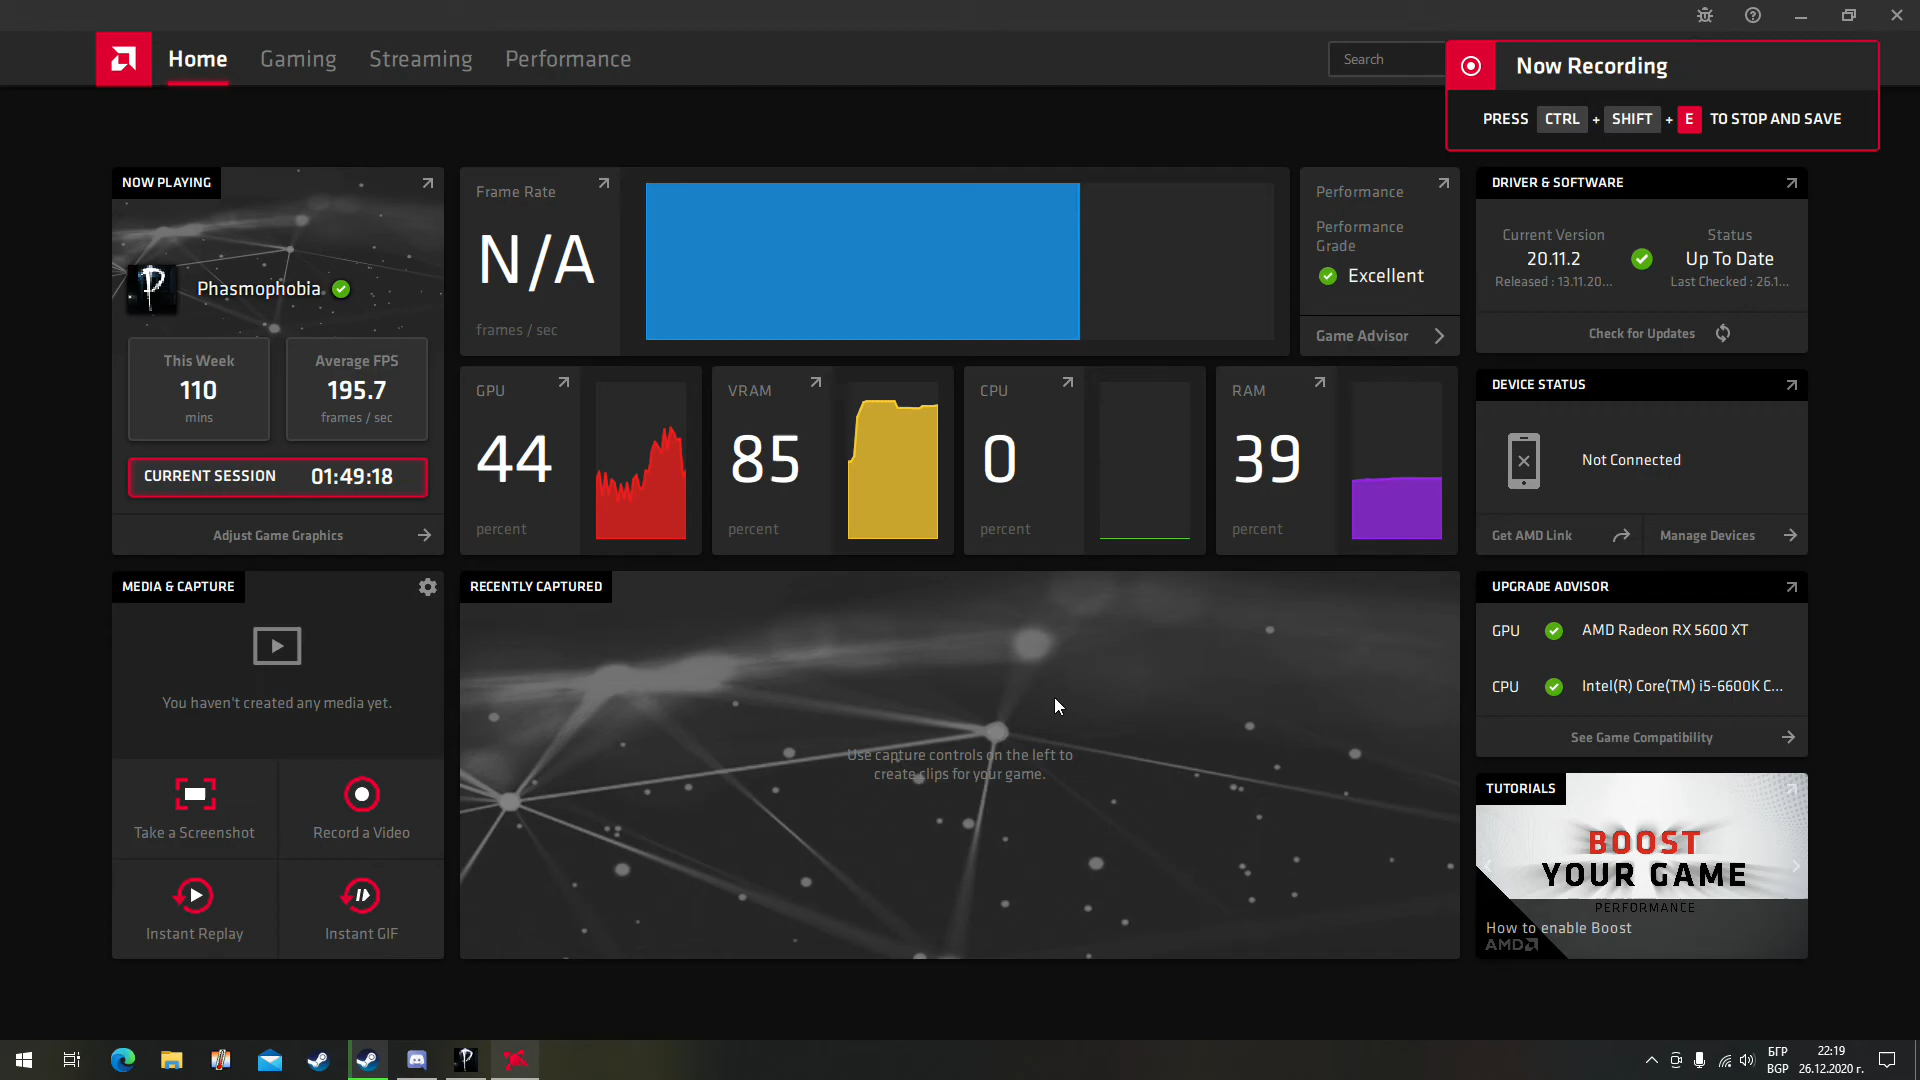 Home
Gaming
Streaming
Performance
Search
Now Recording
PRESS CTRL + SHIFT + E TO STOP AND SAVE
NOW PLAYING
Phasmophobia
This Week
110
mins
Average FPS
195.7
frames / sec
CURRENT SESSION 01:49:18
Adjust Game Graphics
Frame Rate
N/A
frames / sec
Performance
Performance
Grade
Excellent
Game Advisor
DRIVER & SOFTWARE
Current Version
20.11.2
Released : 13.11.20...
Status
Up To Date
Last Checked : 26.1...
Check for Updates
GPU
44
percent
VRAM
85
percent
CPU
0
percent
RAM
39
percent
DEVICE STATUS
Not Connected
Get AMD Link
Manage Devices
MEDIA & CAPTURE
You haven't created any media yet.
Take a Screenshot
Record a Video
Instant Replay
Instant GIF
RECENTLY CAPTURED
Use capture controls on the left to
create clips for your game.
UPGRADE ADVISOR
GPU AMD Radeon RX 5600 XT
CPU Intel(R) Core(TM) i5-6600K C...
See Game Compatibility
TUTORIALS
BOOST
YOUR GAME
PERFORMANCE
How to enable Boost
AMD
БГР
BGP
22:19
26.12.2020 г.